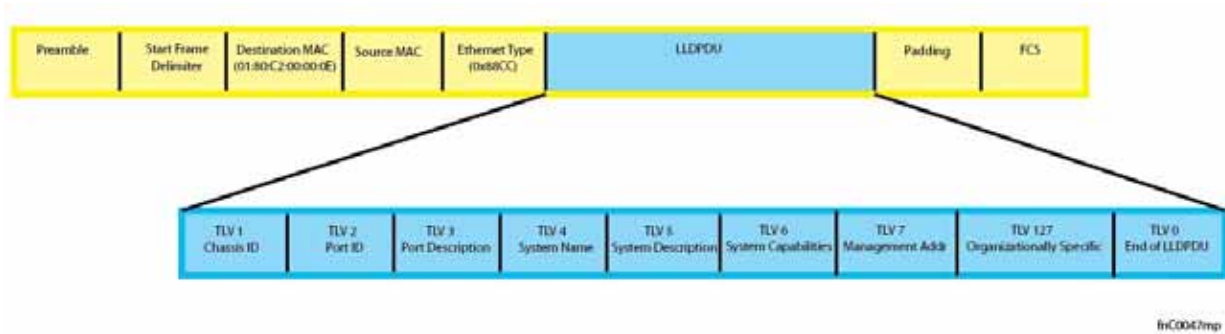 Preamble
Start Frame
Delimiter
Destination MAC
(01:80:C2:00:00:0E)
Source MAC
Ethernet Type
(0x88CC)
LLDPDU
Padding
FCS
TLV 1
Chassis ID
TLV 2
Port ID
TLV 3
Port Description
TLV 4
System Name
TLV 5
System Description
TLV 6
System Capabilities
TLV 7
Management Addr
TLV 127
Organizationally Specific
TLV 0
End of LLDPDU
fnC0047mp